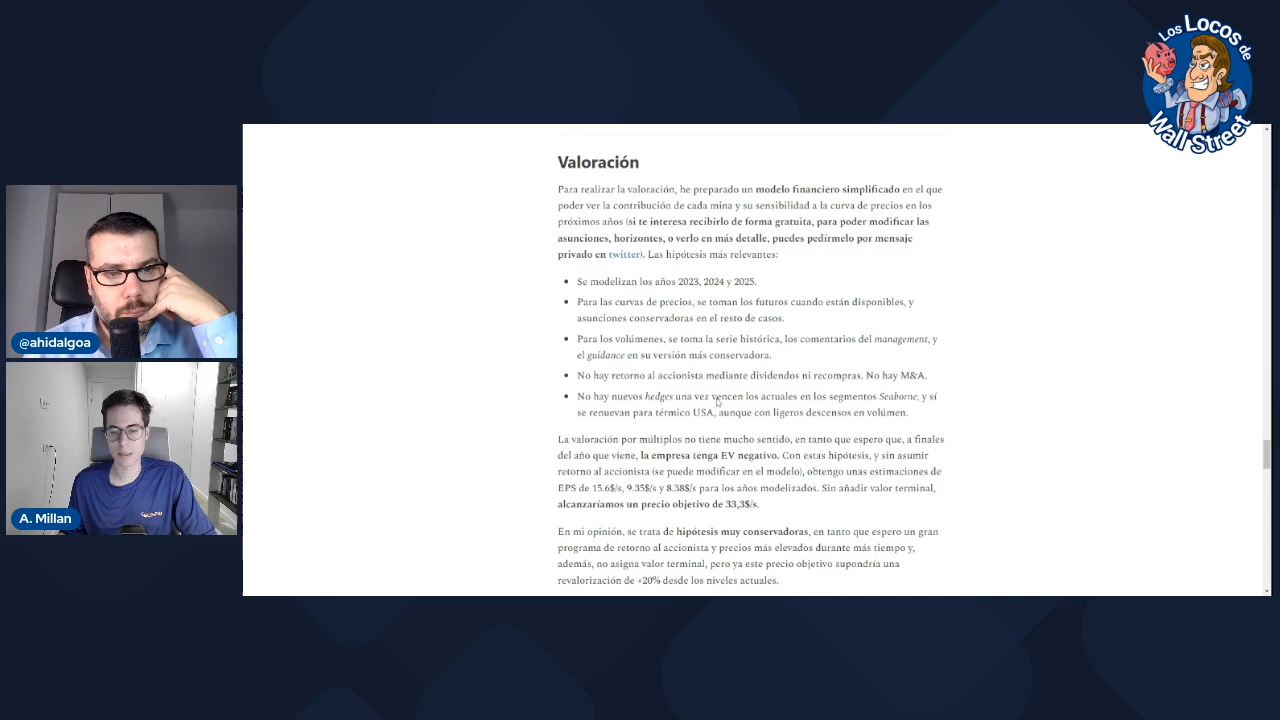 Los Locos de
Wall Street
Valoración
Para realizar la valoración, he preparado un modelo financiero simplificado en el que
poder ver la contribución de cada mina y su sensibilidad a la curva de precios en los
próximos años (si te interesa recibirlo de forma gratuita, para poder modificar las
asunciones, horizontes, o verlo en más detalle, puedes pedírmelo por mensaje
privado en twitter). Las hipótesis más relevantes:
• Se modelizan los años 2023, 2024 y 2025.
• Para las curvas de precios, se toman los futuros cuando están disponibles, y
asunciones conservadoras en el resto de casos.
• Para los volúmenes, se toma la serie histórica, los comentarios del management, y
el guidance en su versión más conservadora.
• No hay retorno al accionista mediante dividendos ni recompras. No hay M&A.
• No hay nuevos hedges una vez vencen los actuales en los segmentos Seaborne, y sí
se renuevan para térmico USA, aunque con ligeros descensos en volúmen.
La valoración por múltiplos no tiene mucho sentido, en tanto que espero que, a finales
del año que viene, la empresa tenga EV negativo. Con estas hipótesis, y sin asumir
retorno al accionista (se puede modificar en el modelo), obtengo unas estimaciones de
EPS de 15.6$/s, 9.35$/s y 8.38$/s para los años modelizados. Sin añadir valor terminal,
alcanzaríamos un precio objetivo de 33,3$/s.
En mi opinión, se trata de hipótesis muy conservadoras, en tanto que espero un gran
programa de retorno al accionista y precios más elevados durante más tiempo y,
además, no asigna valor terminal, pero ya este precio objetivo supondría una
revalorización de +20% desde los niveles actuales.
@ahidalgoa
A. Millan